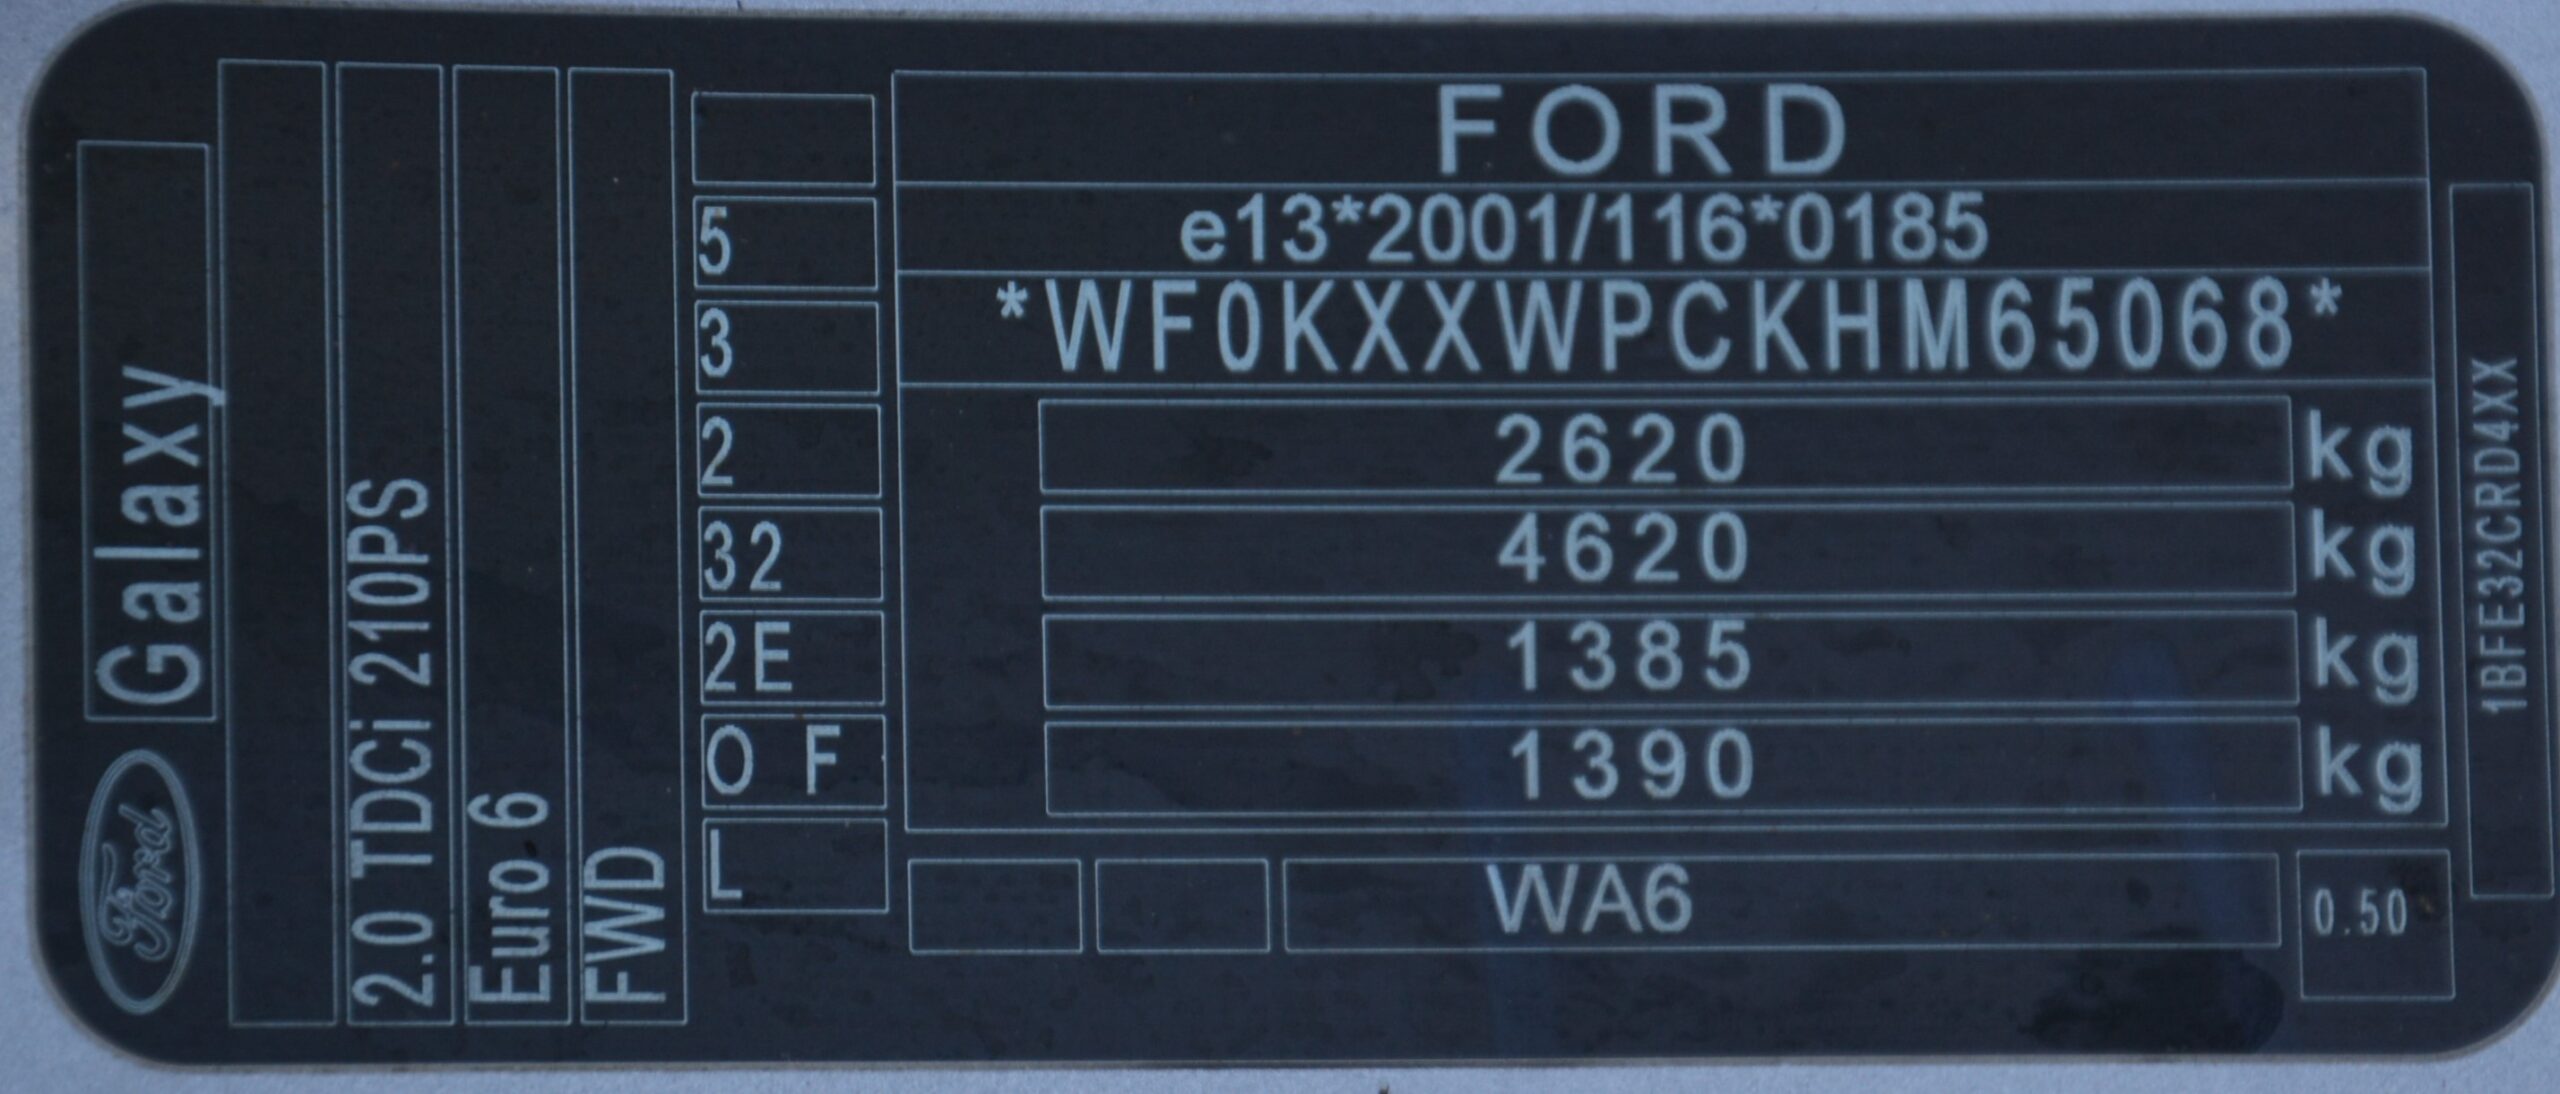 FORD
e13*2001/116*0185
*WF0KXXWPCKHM65068*
2620 kg
4620 kg
1385 kg
1390 kg
WA6
0.50
1BFE32CRD4XX
5
3
2
32
2E
O F
L
Ford
Galaxy
2.0 TDCi 210PS
Euro 6
FWD